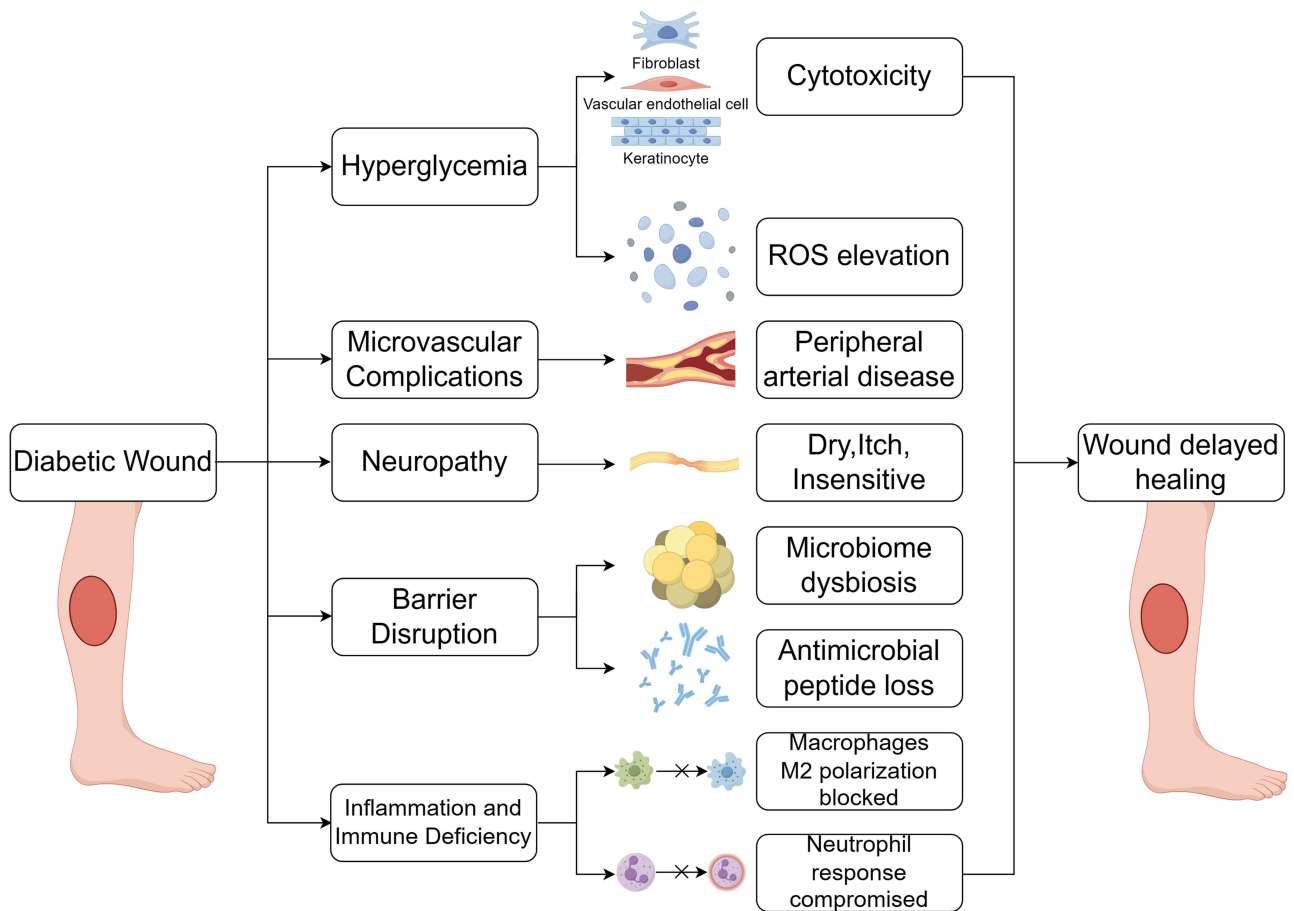 Diabetic Wound
Hyperglycemia
Microvascular
Complications
Neuropathy
Barrier
Disruption
Inflammation and
Immune Deficiency
Fibroblast
Vascular endothelial cell
Keratinocyte
Cytotoxicity
ROS elevation
Peripheral
arterial disease
Dry,Itch,
Insensitive
Microbiome
dysbiosis
Antimicrobial
peptide loss
Macrophages
M2 polarization
blocked
Neutrophil
response
compromised
Wound delayed
healing